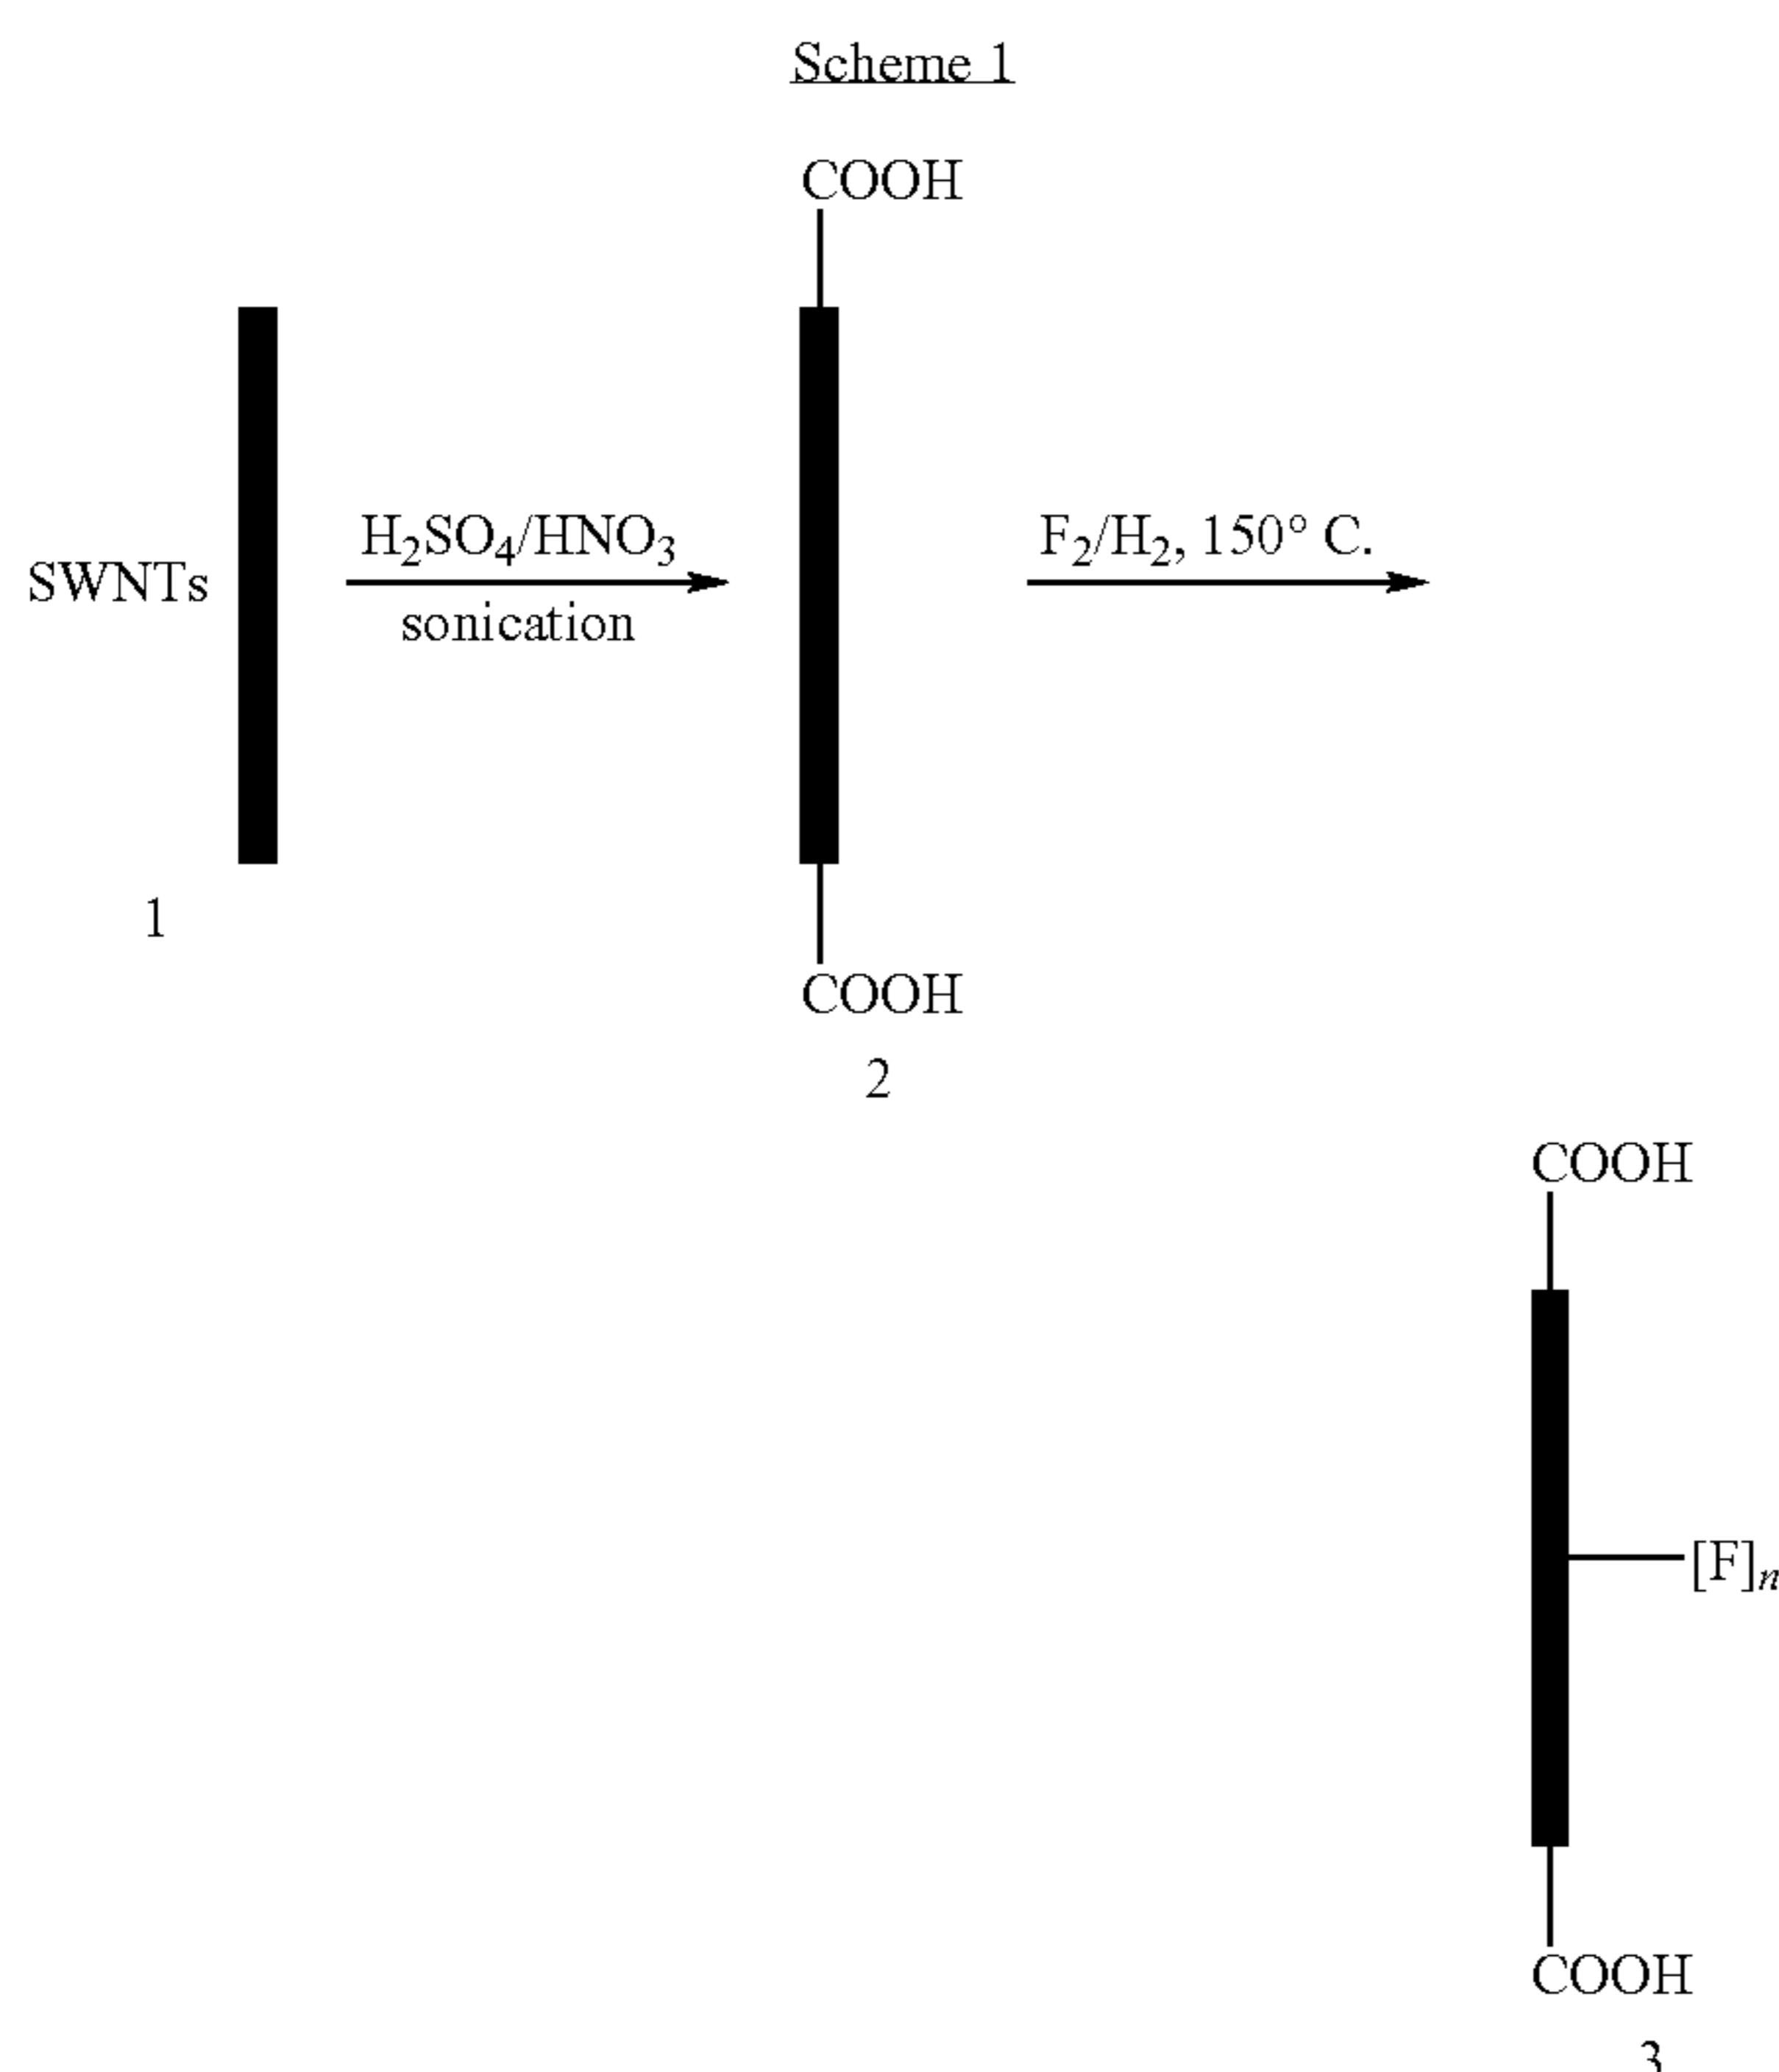 Scheme 1
COOH
SWNTs
H₂SO₄/HNO₃
sonication
F₂/H₂, 150° C.
1
COOH
2
COOH
[F]ₙ
COOH
3